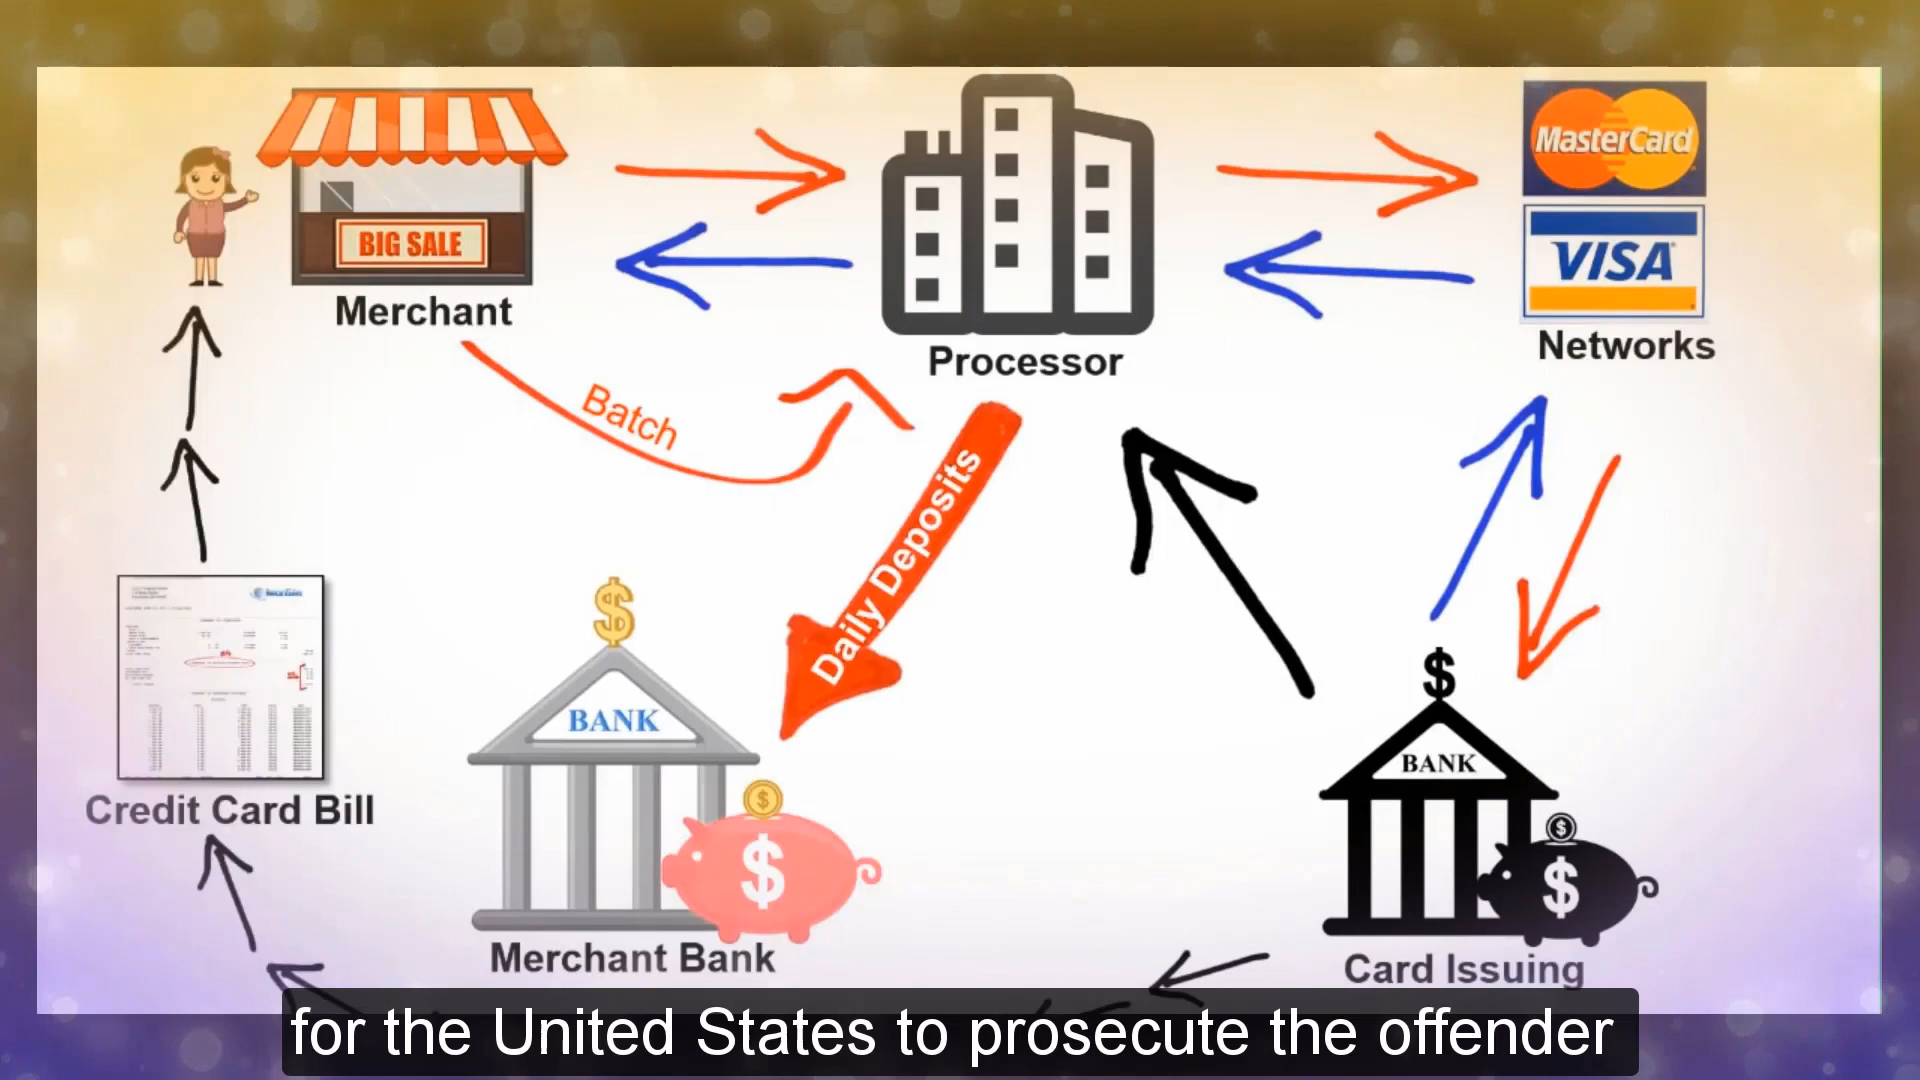 BIG SALE
Merchant
Processor
MasterCard
VISA
Networks
Batch
Daily Deposits
$
BANK
$
$
Merchant Bank
Credit Card Bill
$
BANK
$
$
Card Issuing
for the United States to prosecute the offender